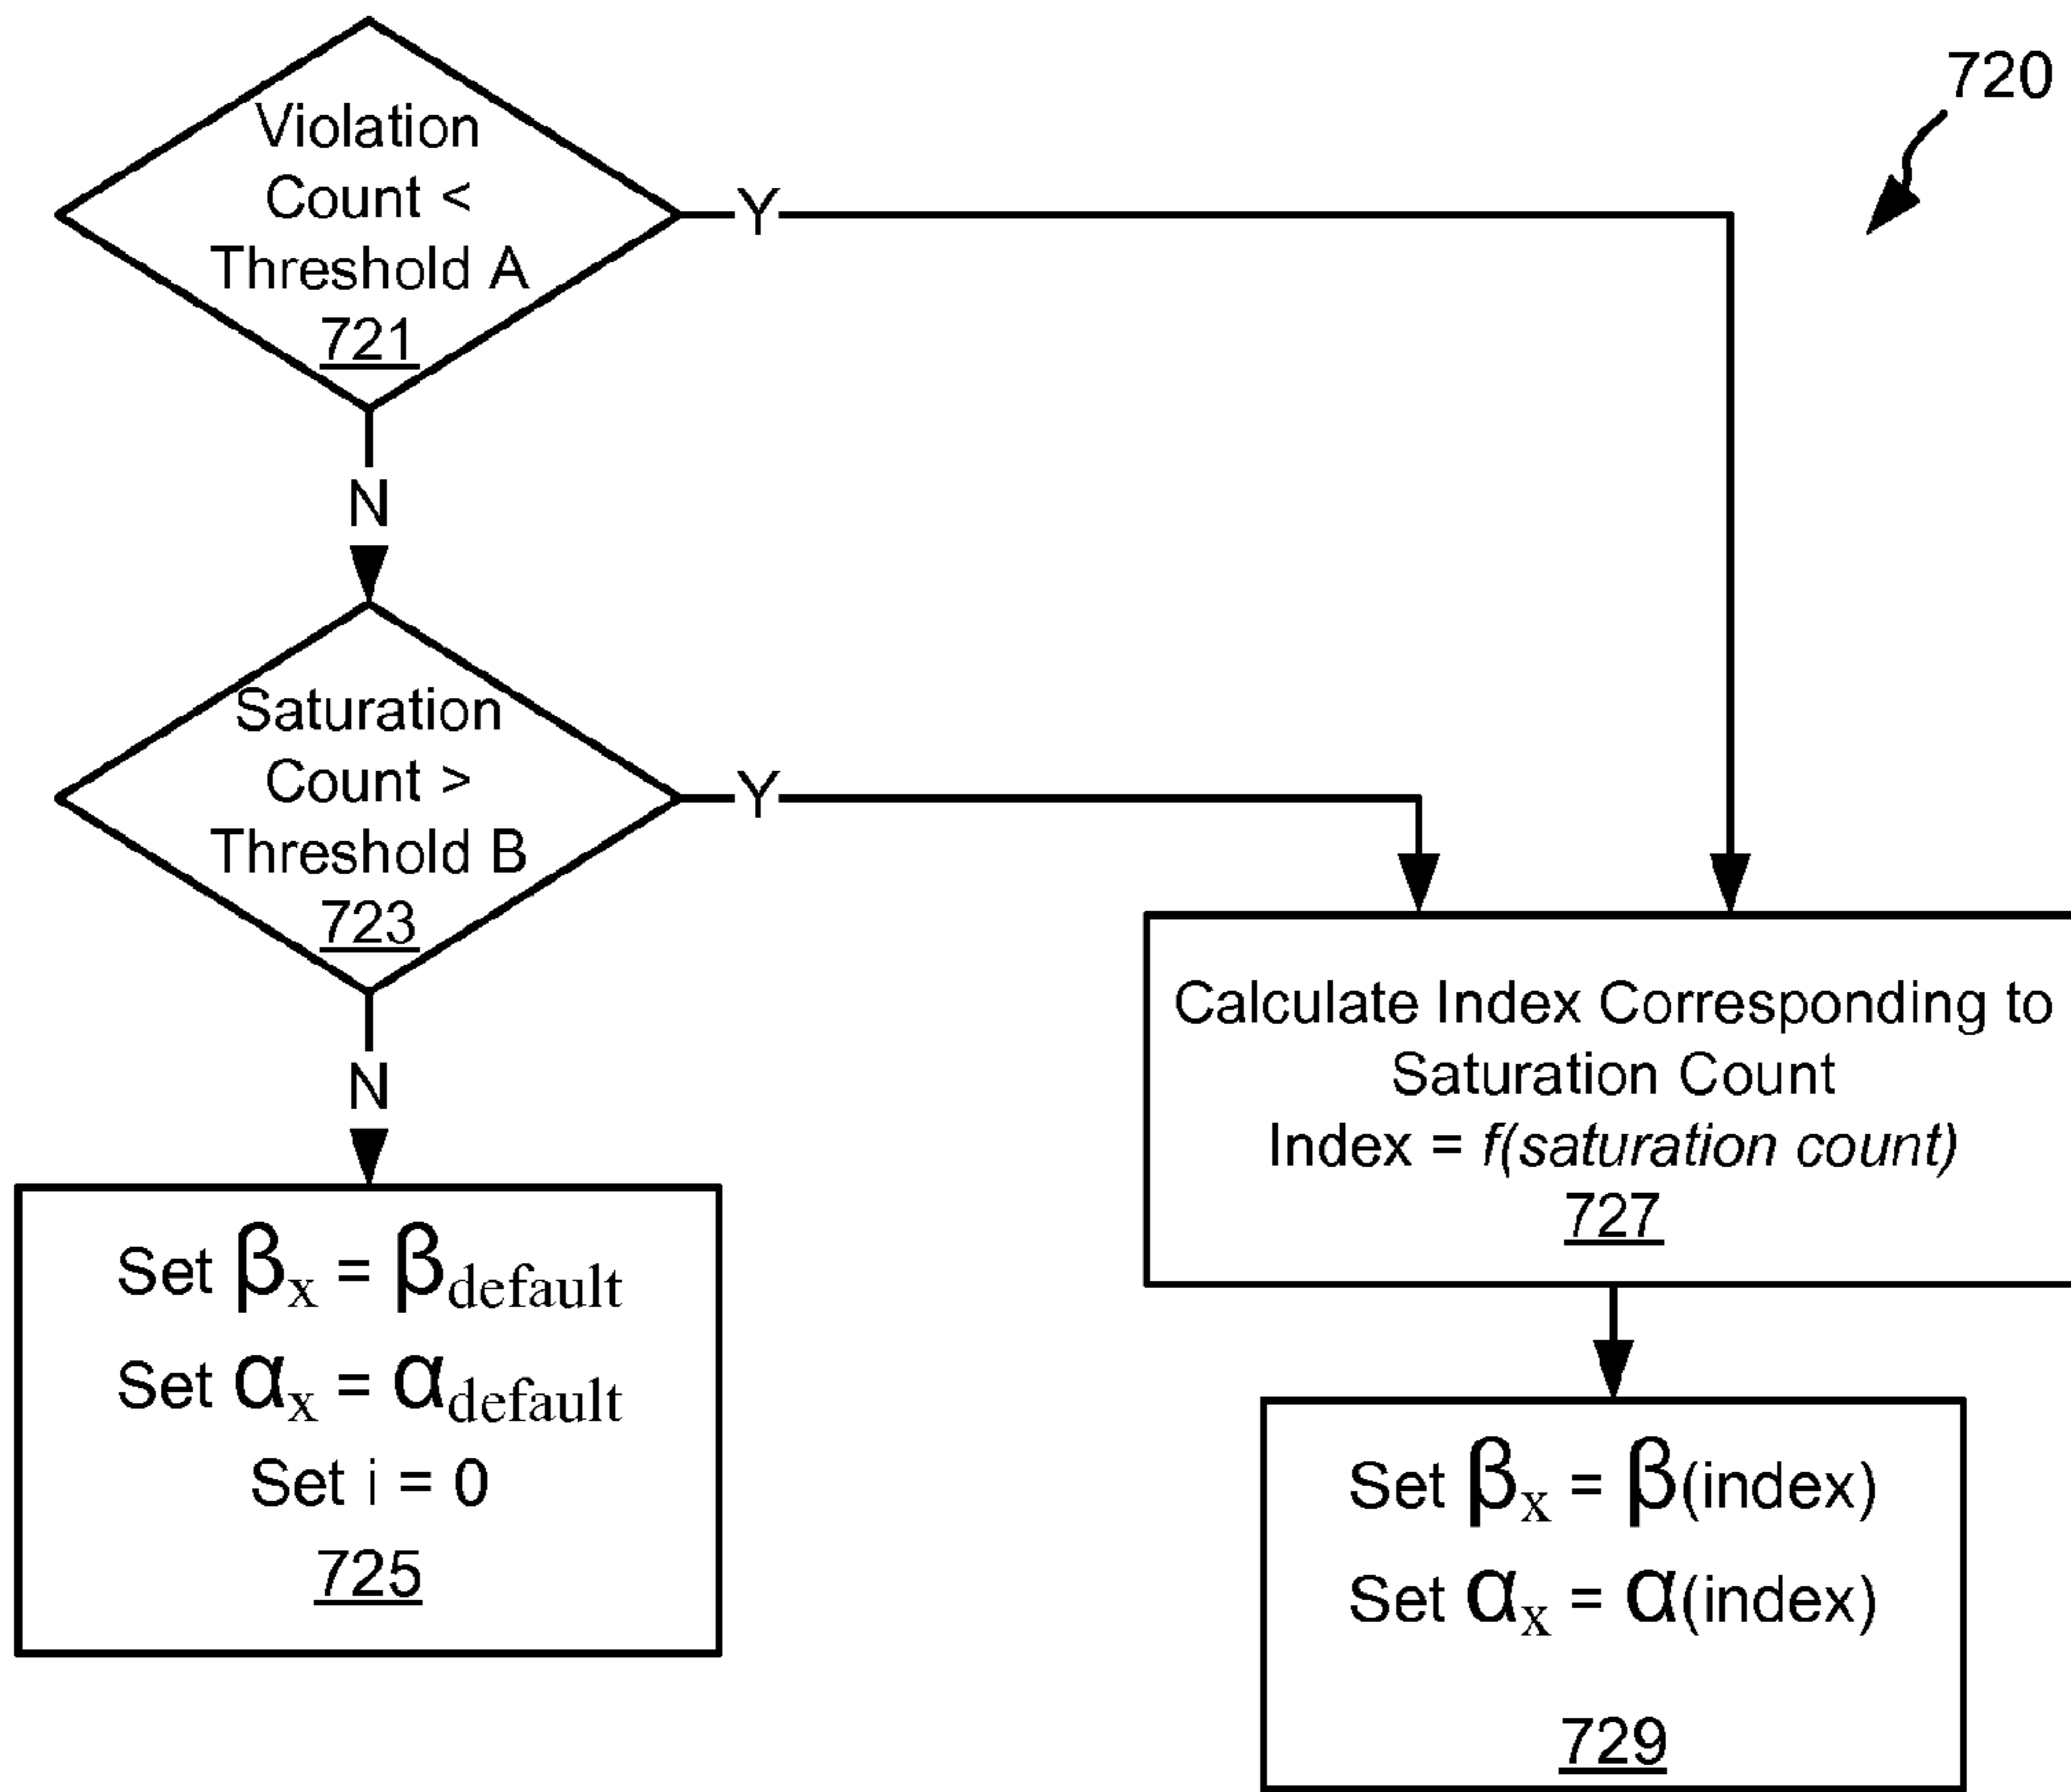 720
Violation
Count <
Threshold A
721
Y
N
Saturation
Count >
Threshold B
723
Y
N
Calculate Index Corresponding to
Saturation Count
Index = f(saturation count)
727
Set βx = βdefault
Set αx = αdefault
Set i = 0
725
Set βx = β(index)
Set αx = α(index)
729